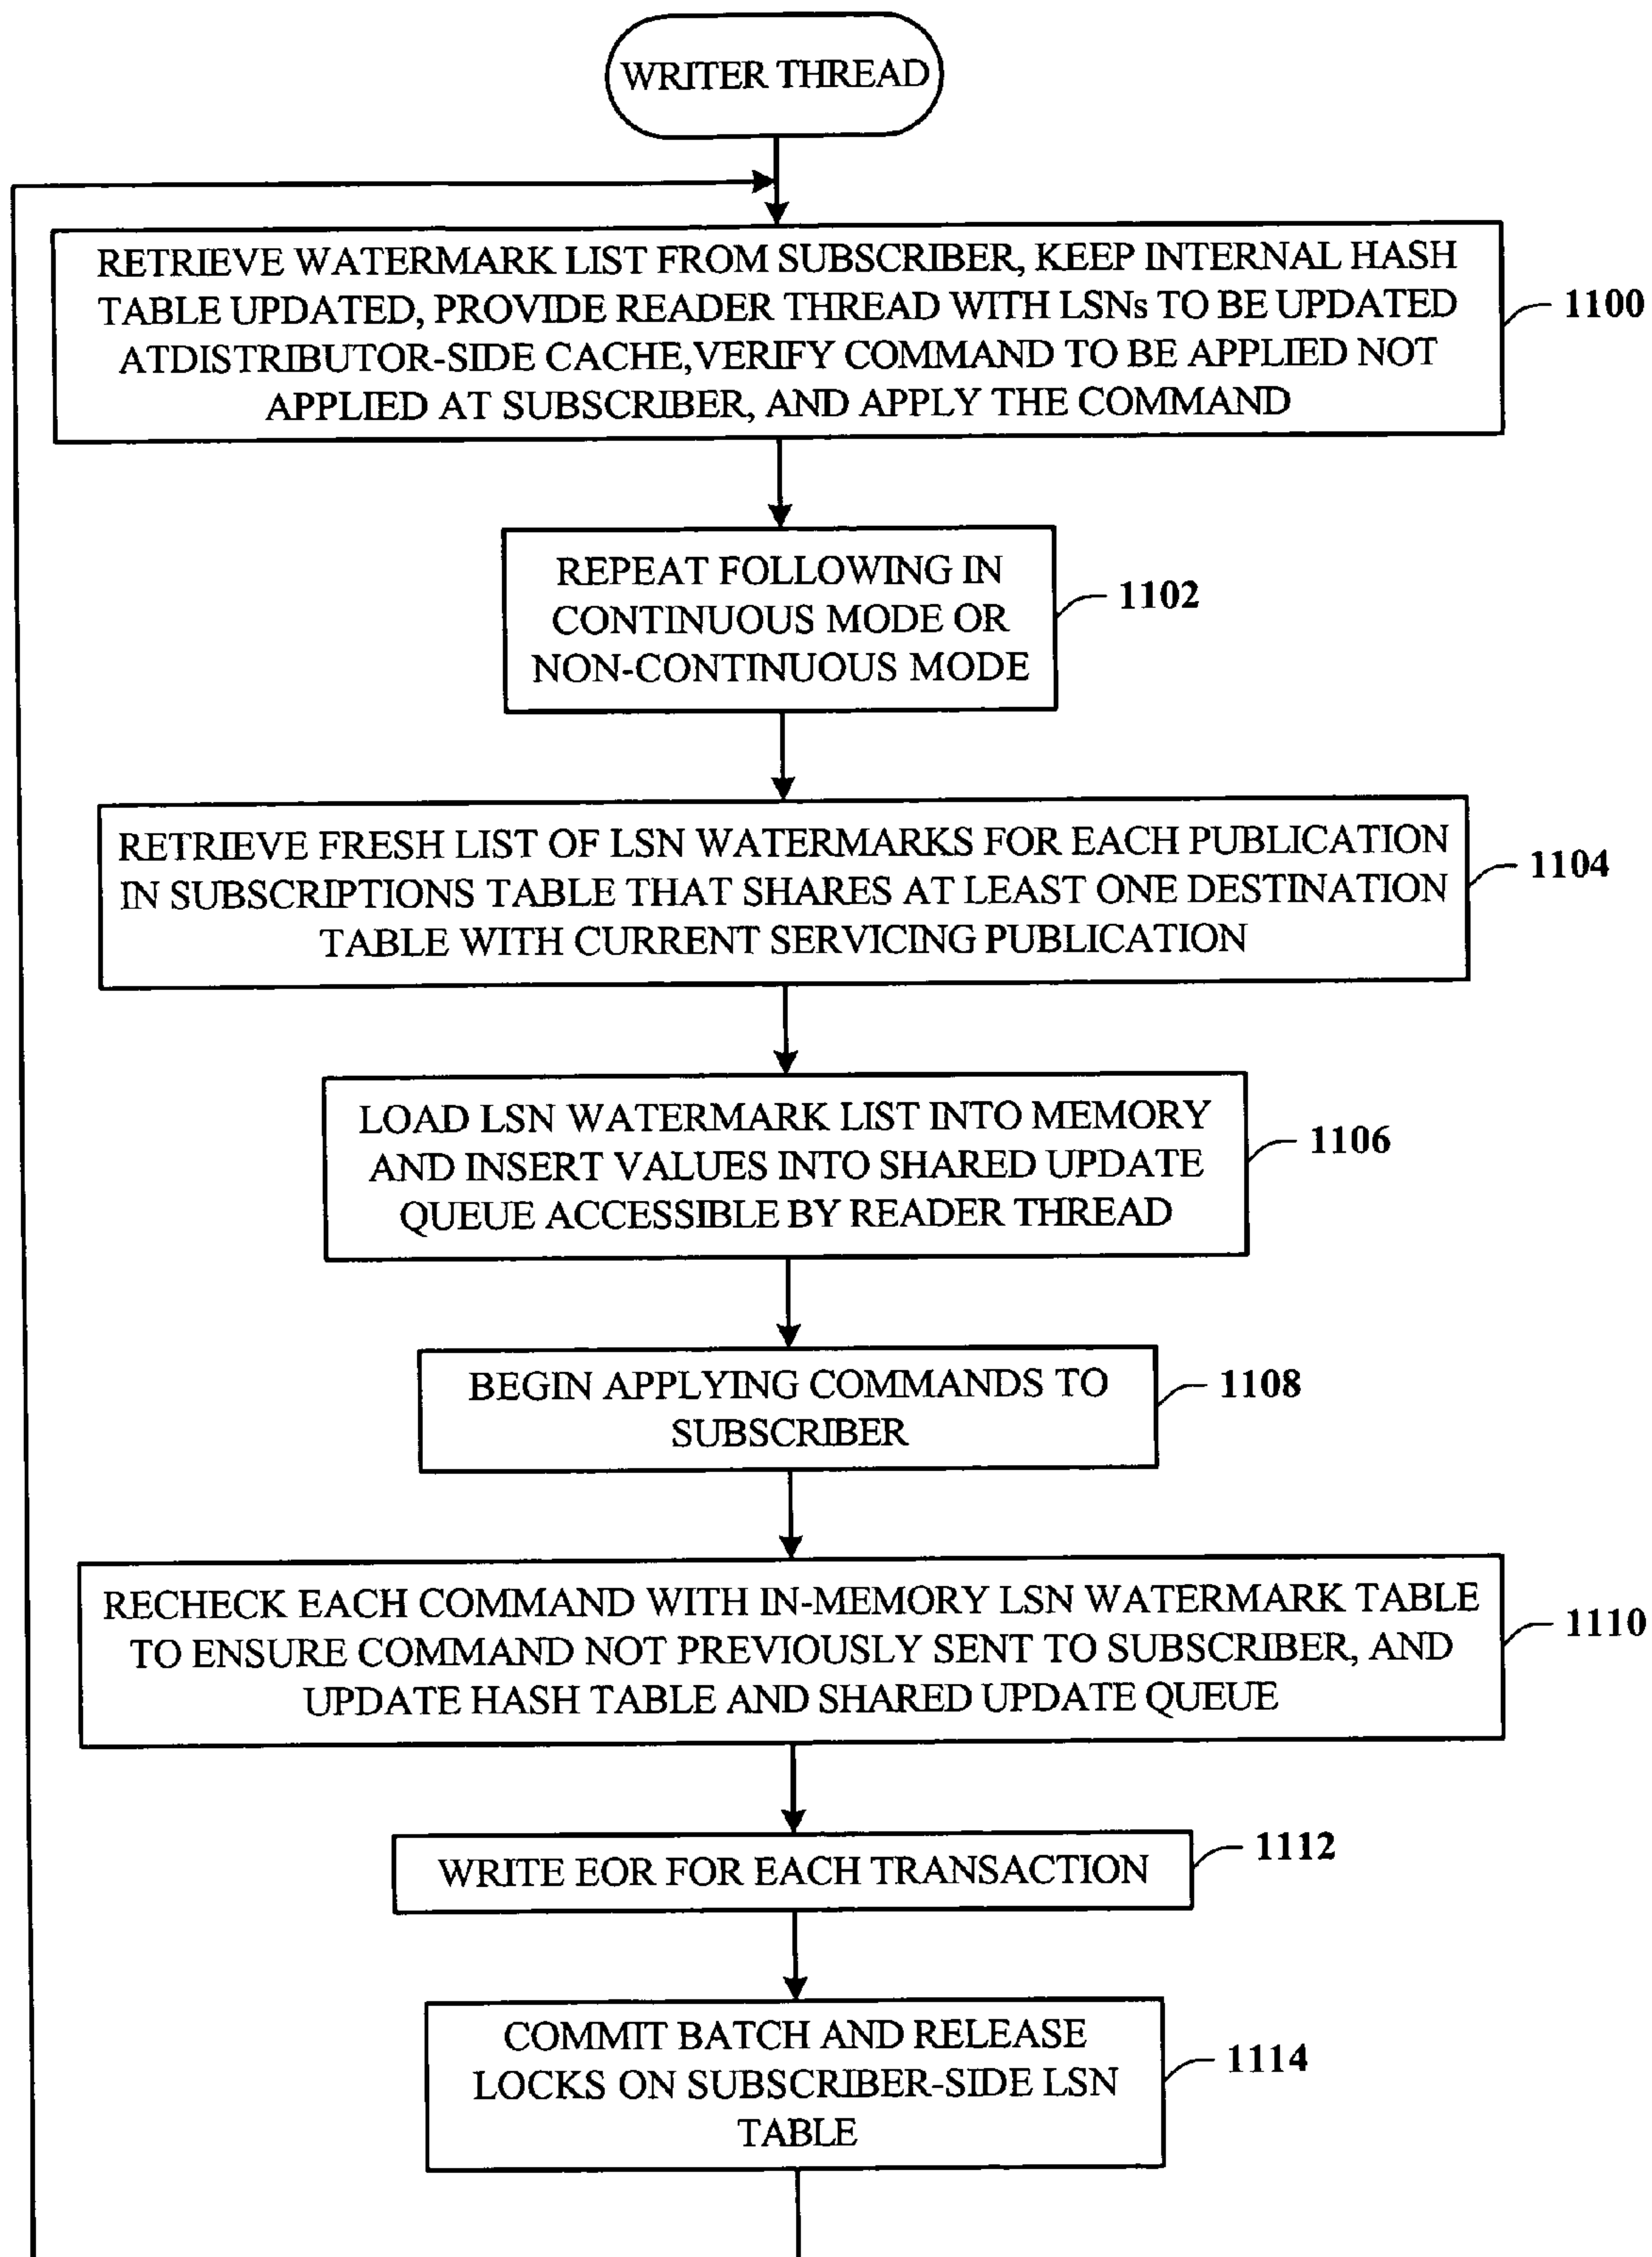 WRITER THREAD
RETRIEVE WATERMARK LIST FROM SUBSCRIBER, KEEP INTERNAL HASH
TABLE UPDATED, PROVIDE READER THREAD WITH LSNs TO BE UPDATED
ATDISTRIBUTOR-SIDE CACHE,VERIFY COMMAND TO BE APPLIED NOT
APPLIED AT SUBSCRIBER, AND APPLY THE COMMAND
1100
REPEAT FOLLOWING IN
CONTINUOUS MODE OR
NON-CONTINUOUS MODE
1102
RETRIEVE FRESH LIST OF LSN WATERMARKS FOR EACH PUBLICATION
IN SUBSCRIPTIONS TABLE THAT SHARES AT LEAST ONE DESTINATION
TABLE WITH CURRENT SERVICING PUBLICATION
1104
LOAD LSN WATERMARK LIST INTO MEMORY
AND INSERT VALUES INTO SHARED UPDATE
QUEUE ACCESSIBLE BY READER THREAD
1106
BEGIN APPLYING COMMANDS TO
SUBSCRIBER
1108
RECHECK EACH COMMAND WITH IN-MEMORY LSN WATERMARK TABLE
TO ENSURE COMMAND NOT PREVIOUSLY SENT TO SUBSCRIBER, AND
UPDATE HASH TABLE AND SHARED UPDATE QUEUE
1110
WRITE EOR FOR EACH TRANSACTION
1112
COMMIT BATCH AND RELEASE
LOCKS ON SUBSCRIBER-SIDE LSN
TABLE
1114